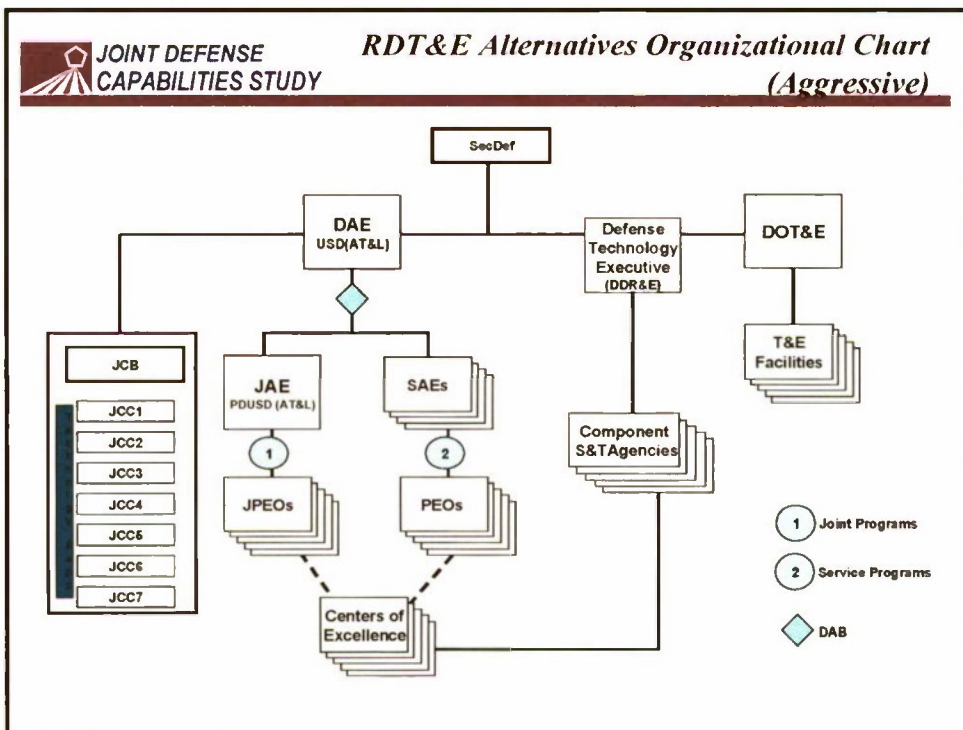 JOINT DEFENSE
CAPABILITIES STUDY
RDT&E Alternatives Organizational Chart
(Aggressive)
SecDef
DAE
USD(AT&L)
Defense
Technology
Executive
(DDR&E)
DOT&E
JCB
JCC1
JCC2
JCC3
JCC4
JCC5
JCC6
JCC7
JAE
PDUSD (AT&L)
SAEs
1
2
JPEOs
PEOs
Centers of
Excellence
Component
S&TAgencies
T&E
Facilities
1 Joint Programs
2 Service Programs
DAB